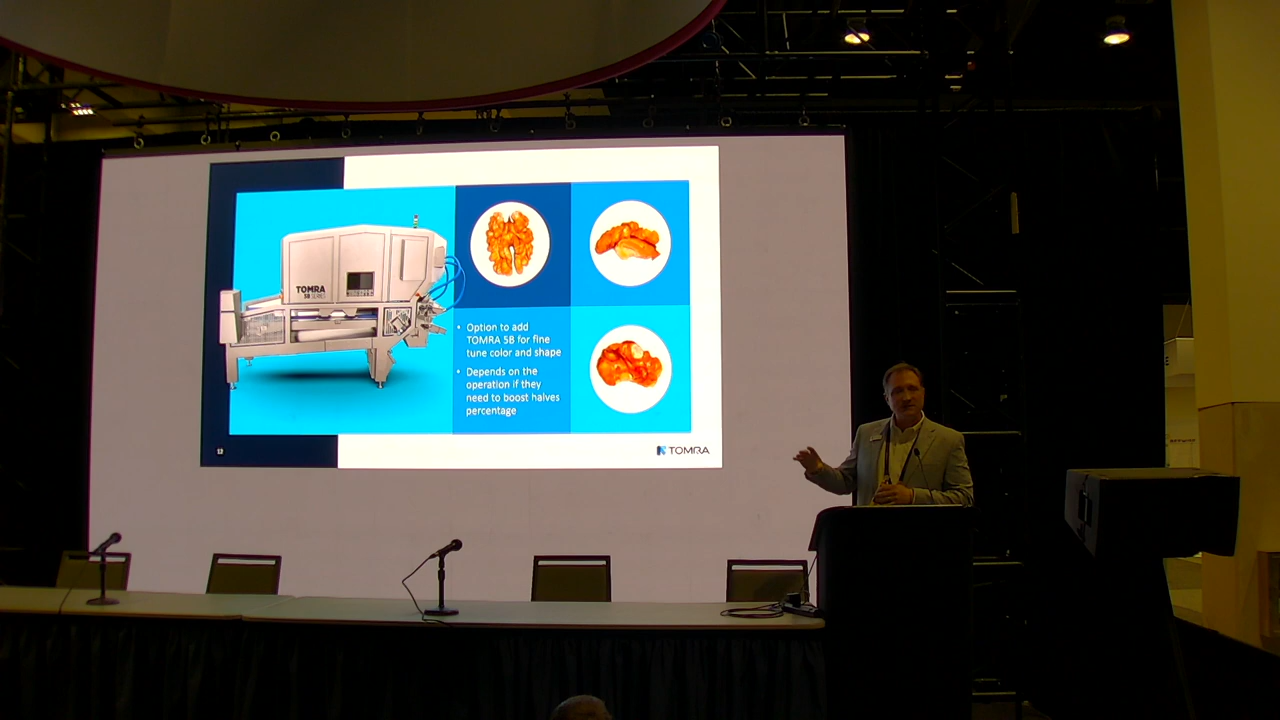 TOMRA
5B SERIES
• Option to add
TOMRA 5B for fine
tune color and shape
• Depends on the
operation if they
need to boost halves
percentage
12
TOMRA